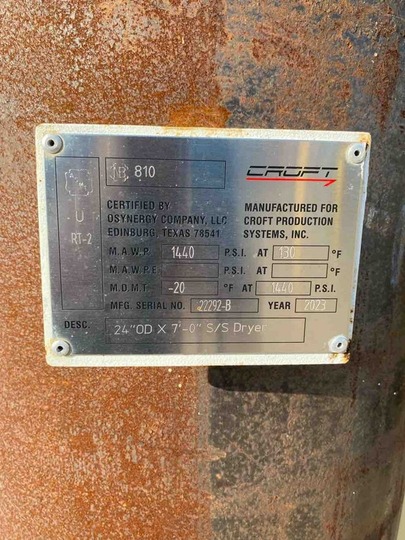 NB 810
CROFT
U
RT-2
CERTIFIED BY
OSYNERGY COMPANY, LLC
EDINBURG, TEXAS 78541
MANUFACTURED FOR
CROFT PRODUCTION
SYSTEMS, INC.
M.A.W.P. 1440 P.S.I. AT 130 °F
M.A.W.P.E. P.S.I. AT °F
M.D.M.T. -20 °F AT 1440 P.S.I.
MFG. SERIAL NO. 22292-B YEAR 2023
DESC. 24"OD X 7'-0" S/S Dryer